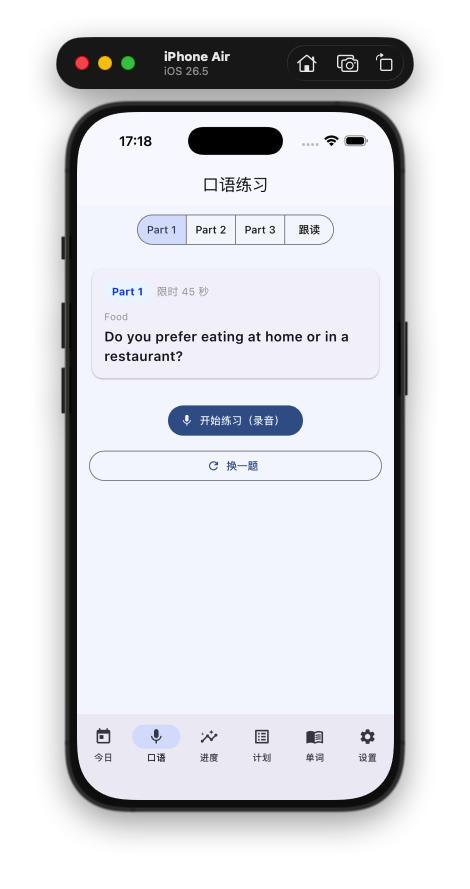 iPhone Air
iOS 26.5
17:18
口语练习
Part 1
Part 2
Part 3
跟读
Part 1 限时 45 秒
Food
Do you prefer eating at home or in a
restaurant?
开始练习（录音）
换一题
今日
口语
进度
计划
单词
设置